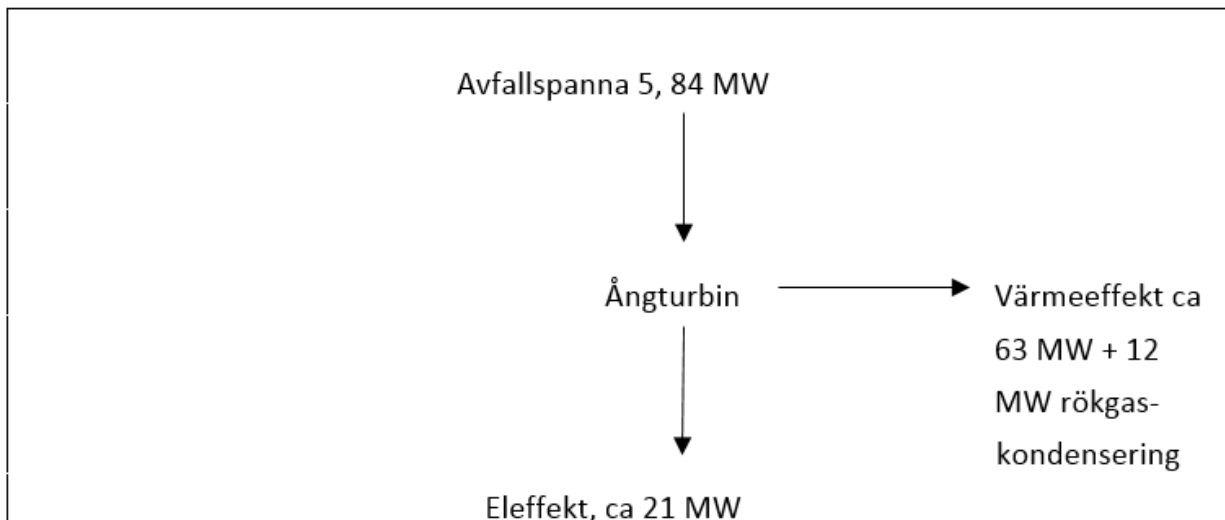 Avfallspanna 5, 84 MW
Ångturbin
Värmeeffekt ca
63 MW + 12
MW rökgas-
kondensering
Eleffekt, ca 21 MW